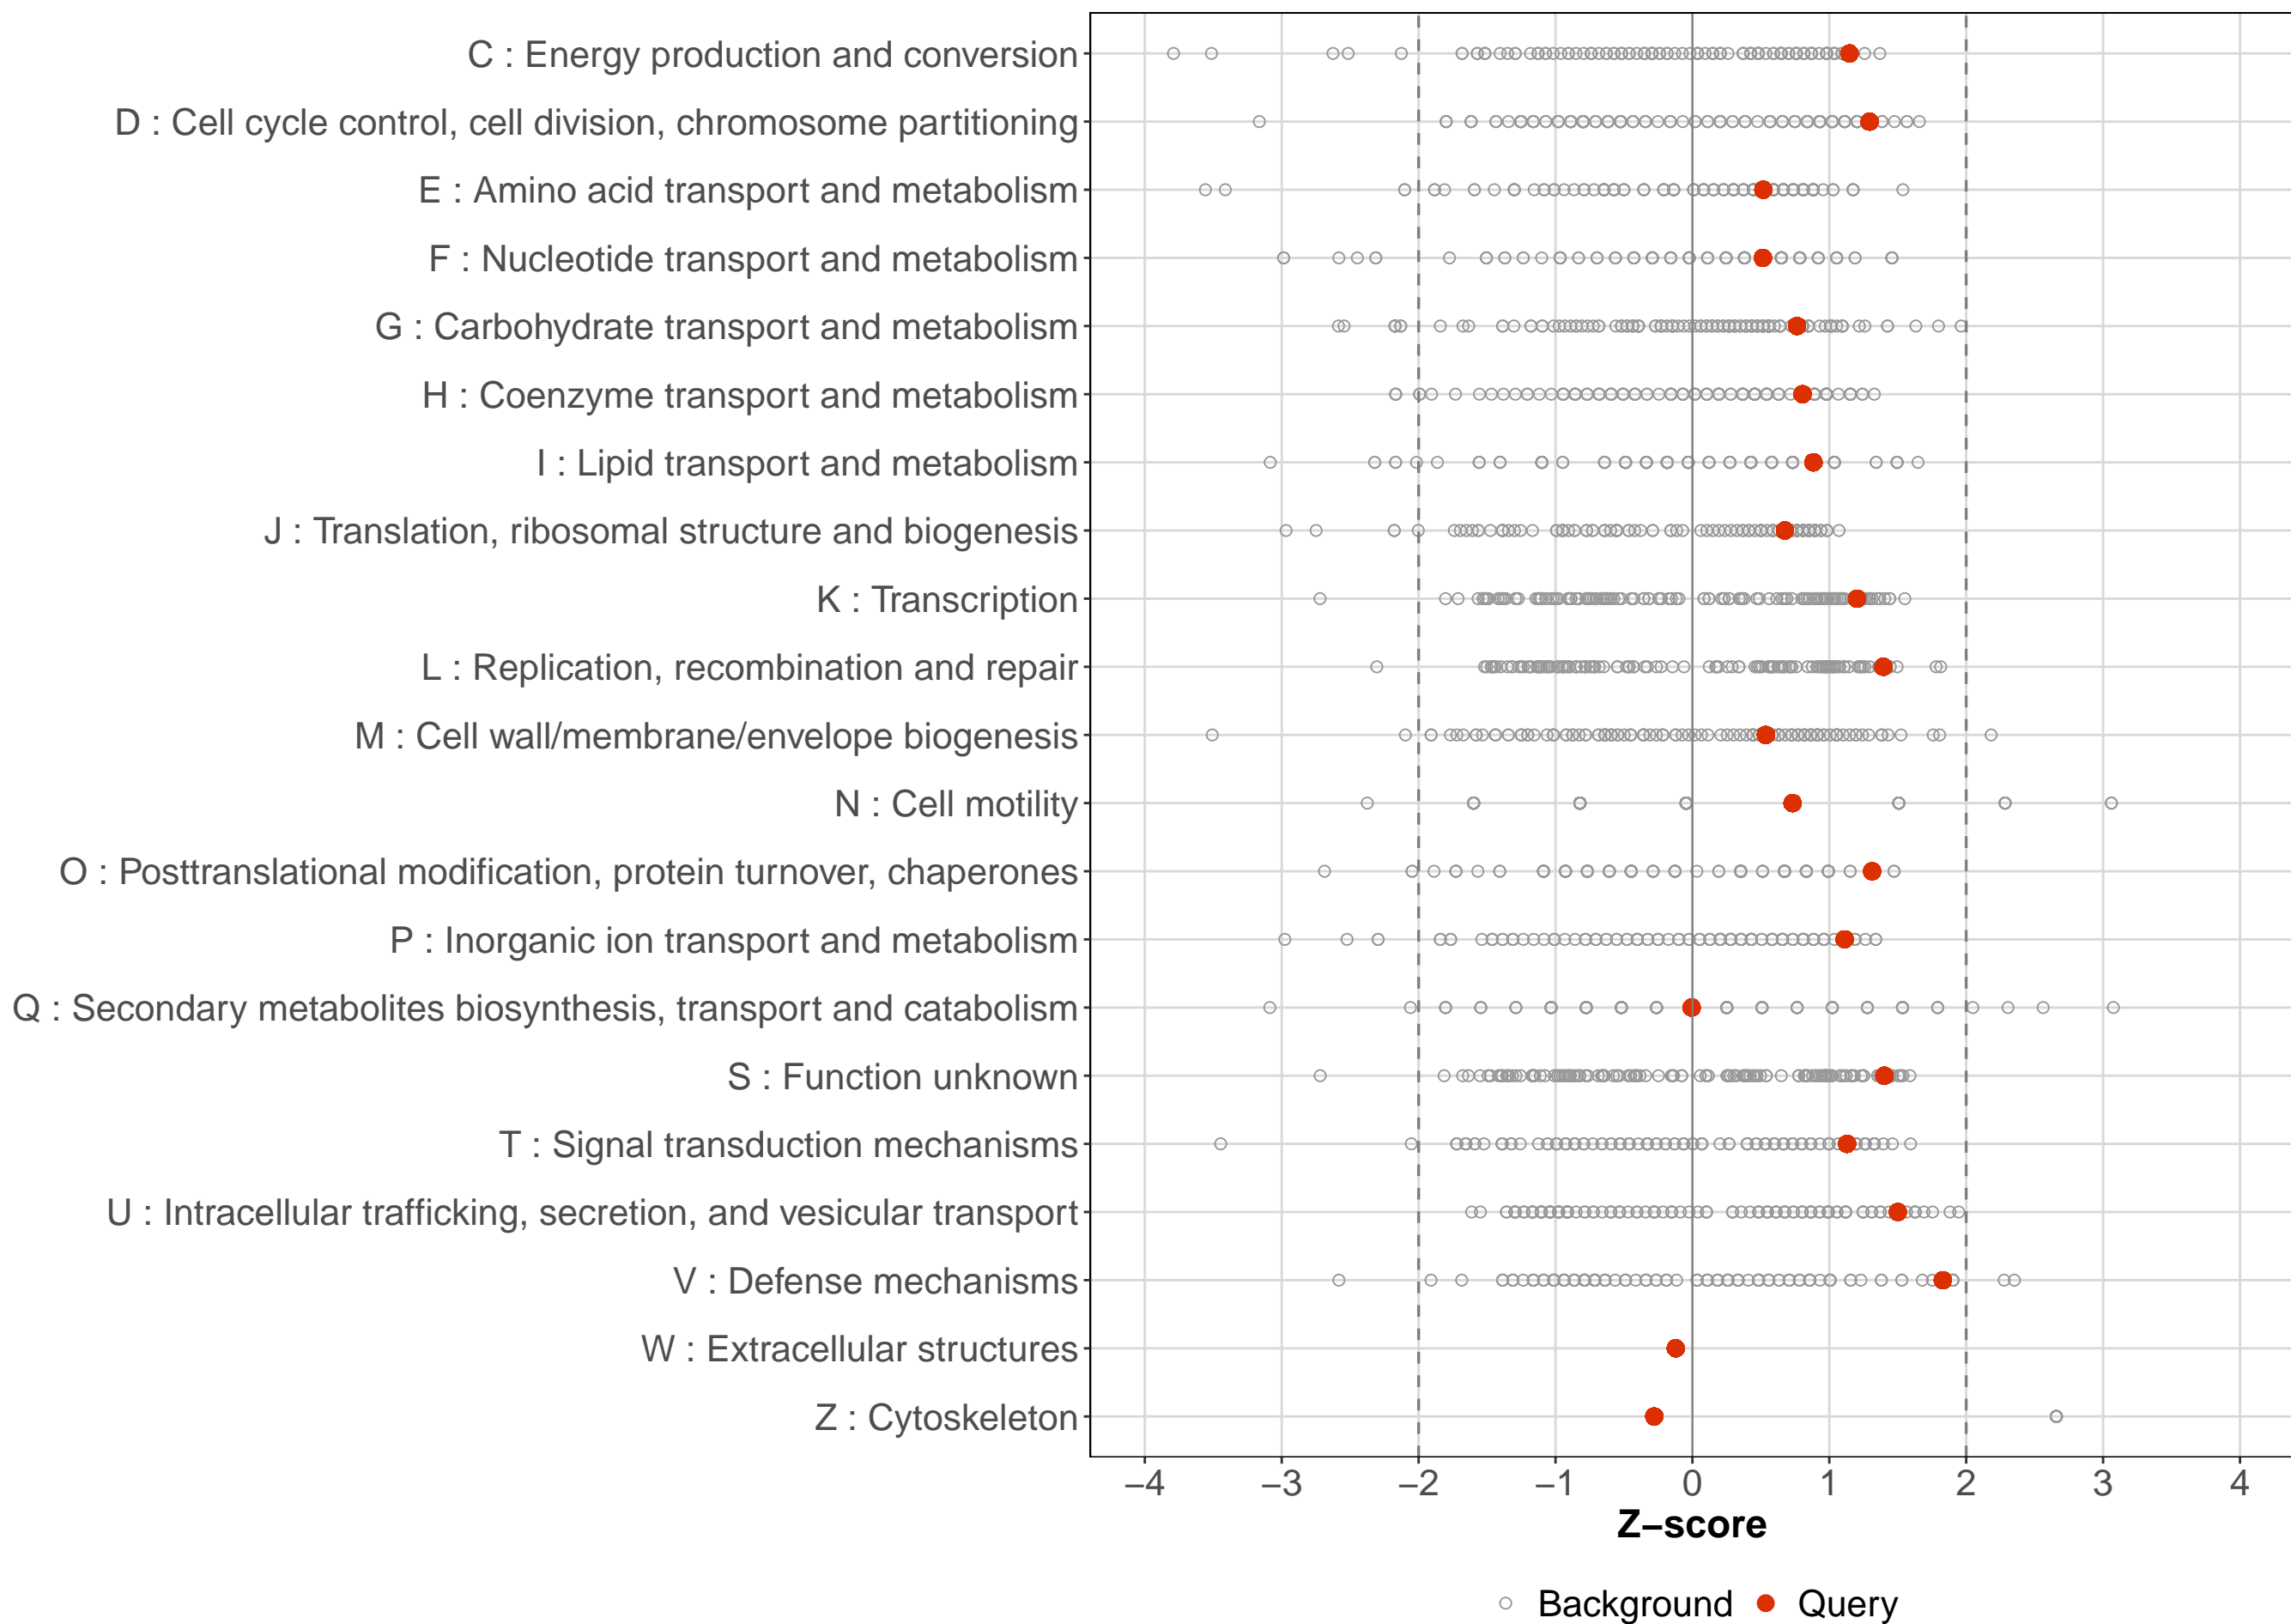 C : Energy production and conversion
D : Cell cycle control, cell division, chromosome partitioning
E : Amino acid transport and metabolism
F : Nucleotide transport and metabolism
G : Carbohydrate transport and metabolism
H : Coenzyme transport and metabolism
I : Lipid transport and metabolism
J : Translation, ribosomal structure and biogenesis
K : Transcription
L : Replication, recombination and repair
M : Cell wall/membrane/envelope biogenesis
N : Cell motility
O : Posttranslational modification, protein turnover, chaperones
P : Inorganic ion transport and metabolism
Q : Secondary metabolites biosynthesis, transport and catabolism
S : Function unknown
T : Signal transduction mechanisms
U : Intracellular trafficking, secretion, and vesicular transport
V : Defense mechanisms
W : Extracellular structures
Z : Cytoskeleton
−4 −3 −2 −1 0 1 2 3 4
Z−score
Background Query